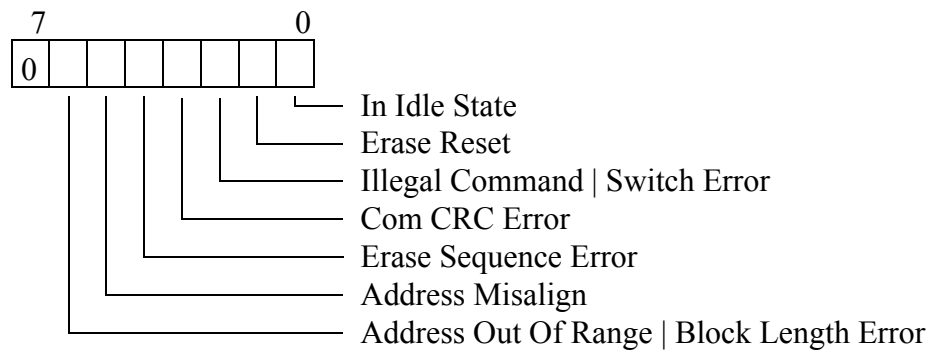 7 0
0
In Idle State
Erase Reset
Illegal Command | Switch Error
Com CRC Error
Erase Sequence Error
Address Misalign
Address Out Of Range | Block Length Error